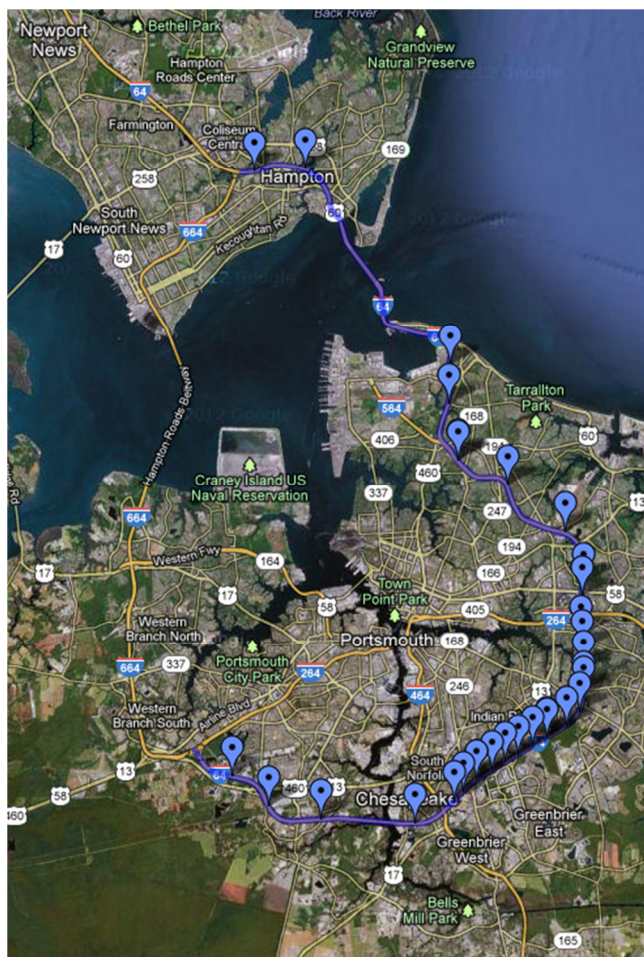 Back River
Bethel Park
Newport
News
Grandview
Natural Preserve
Hampton
Roads Center
64
Farmington
Coliseum
Central
169
258
Hampton
South
Newport News
60
664
Kecoughtan Rd
17
60
64
Hampton Roads Beltway
Tarrallton
Park
564
168
406
194
60
460
Craney Island US
Naval Reservation
337
247
664
13
194
Western Fwy
164
166
17
58
17
58
Town
Point Park
405
264
Western
Branch North
Portsmouth
168
Portsmouth
City Park
664
337
264
464
246
13
Western
Branch South
Airline Blvd
Indian
South
Norfolk
13
64
460
13
58
460
Chesapeake
Greenbrier
East
Greenbrier
West
17
Bells
Mill Park
165